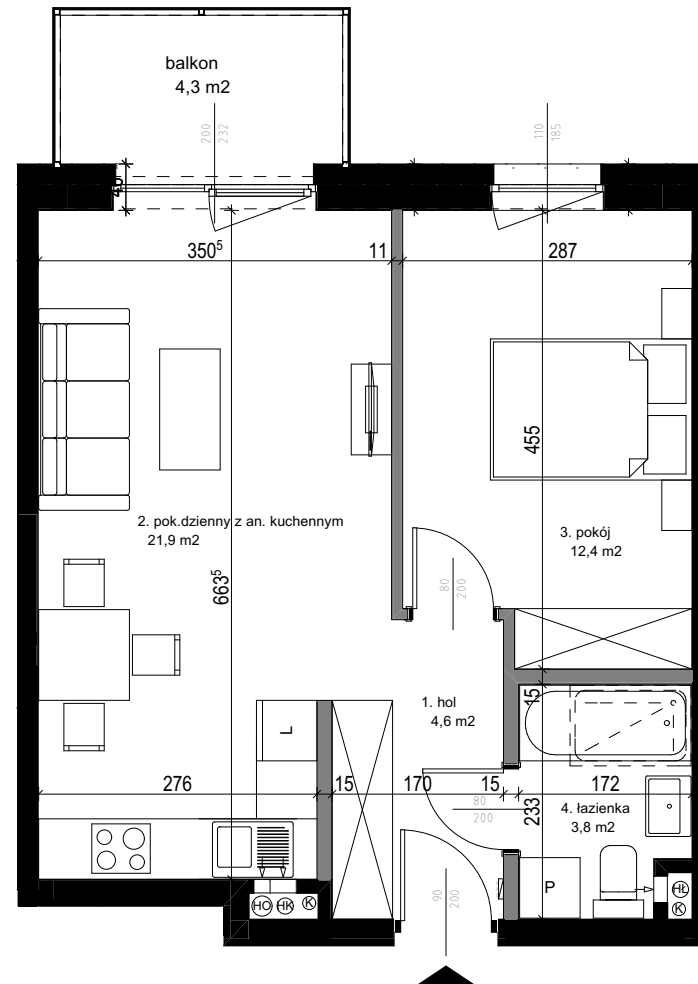 balkon
4,3 m2
200
232
110
185
46
350⁵
11
287
455
2. pok.dzienny z an. kuchennym
21,9 m2
3. pokój
12,4 m2
663⁵
80
200
1. hol
4,6 m2
15
L
276
15
170
15
172
80
200
233
4. łazienka
3,8 m2
P
90
200
HO
HK
K
HŁ
K